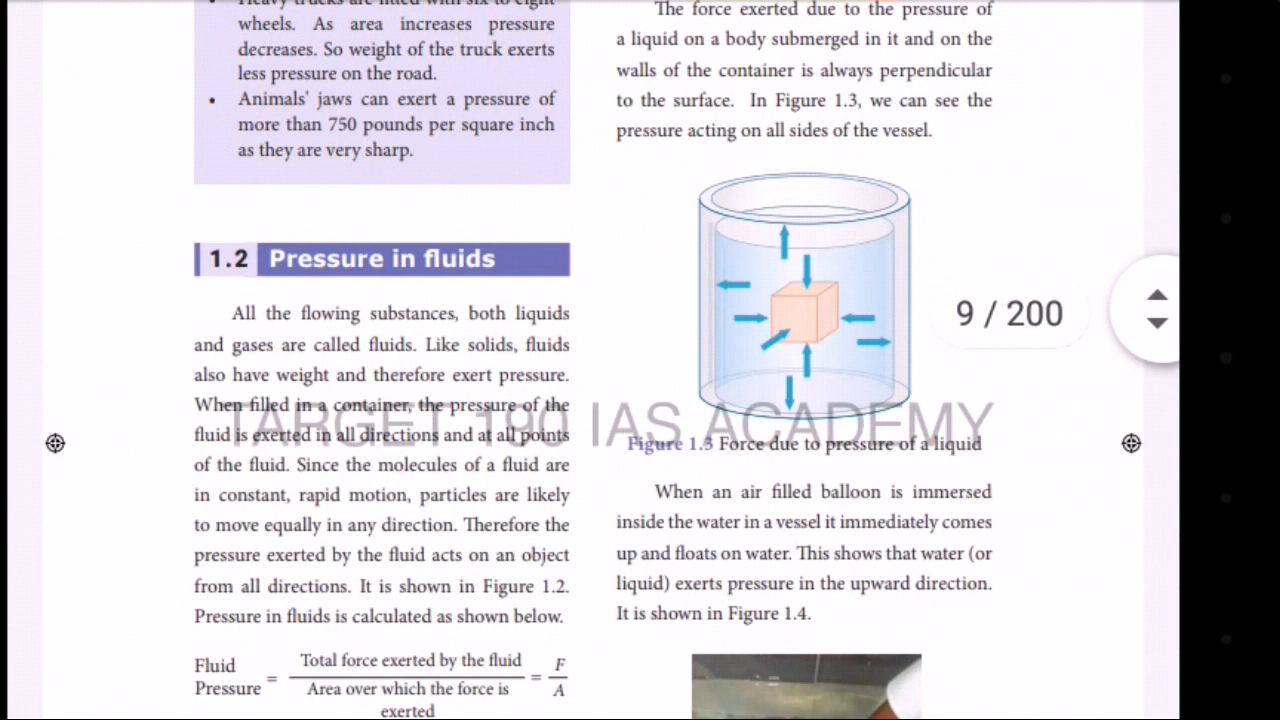 Heavy trucks are fitted with six to eight
wheels. As area increases pressure
decreases. So weight of the truck exerts
less pressure on the road.
• Animals' jaws can exert a pressure of
more than 750 pounds per square inch
as they are very sharp.
1.2 Pressure in fluids
All the flowing substances, both liquids
and gases are called fluids. Like solids, fluids
also have weight and therefore exert pressure.
When filled in a container, the pressure of the
fluid is exerted in all directions and at all points
of the fluid. Since the molecules of a fluid are
in constant, rapid motion, particles are likely
to move equally in any direction. Therefore the
pressure exerted by the fluid acts on an object
from all directions. It is shown in Figure 1.2.
Pressure in fluids is calculated as shown below.
Fluid Pressure = Total force exerted by the fluid / Area over which the force is exerted = F / A
The force exerted due to the pressure of
a liquid on a body submerged in it and on the
walls of the container is always perpendicular
to the surface. In Figure 1.3, we can see the
pressure acting on all sides of the vessel.
Figure 1.3 Force due to pressure of a liquid
When an air filled balloon is immersed
inside the water in a vessel it immediately comes
up and floats on water. This shows that water (or
liquid) exerts pressure in the upward direction.
It is shown in Figure 1.4.
9 / 200
TARGET 190 IAS ACADEMY